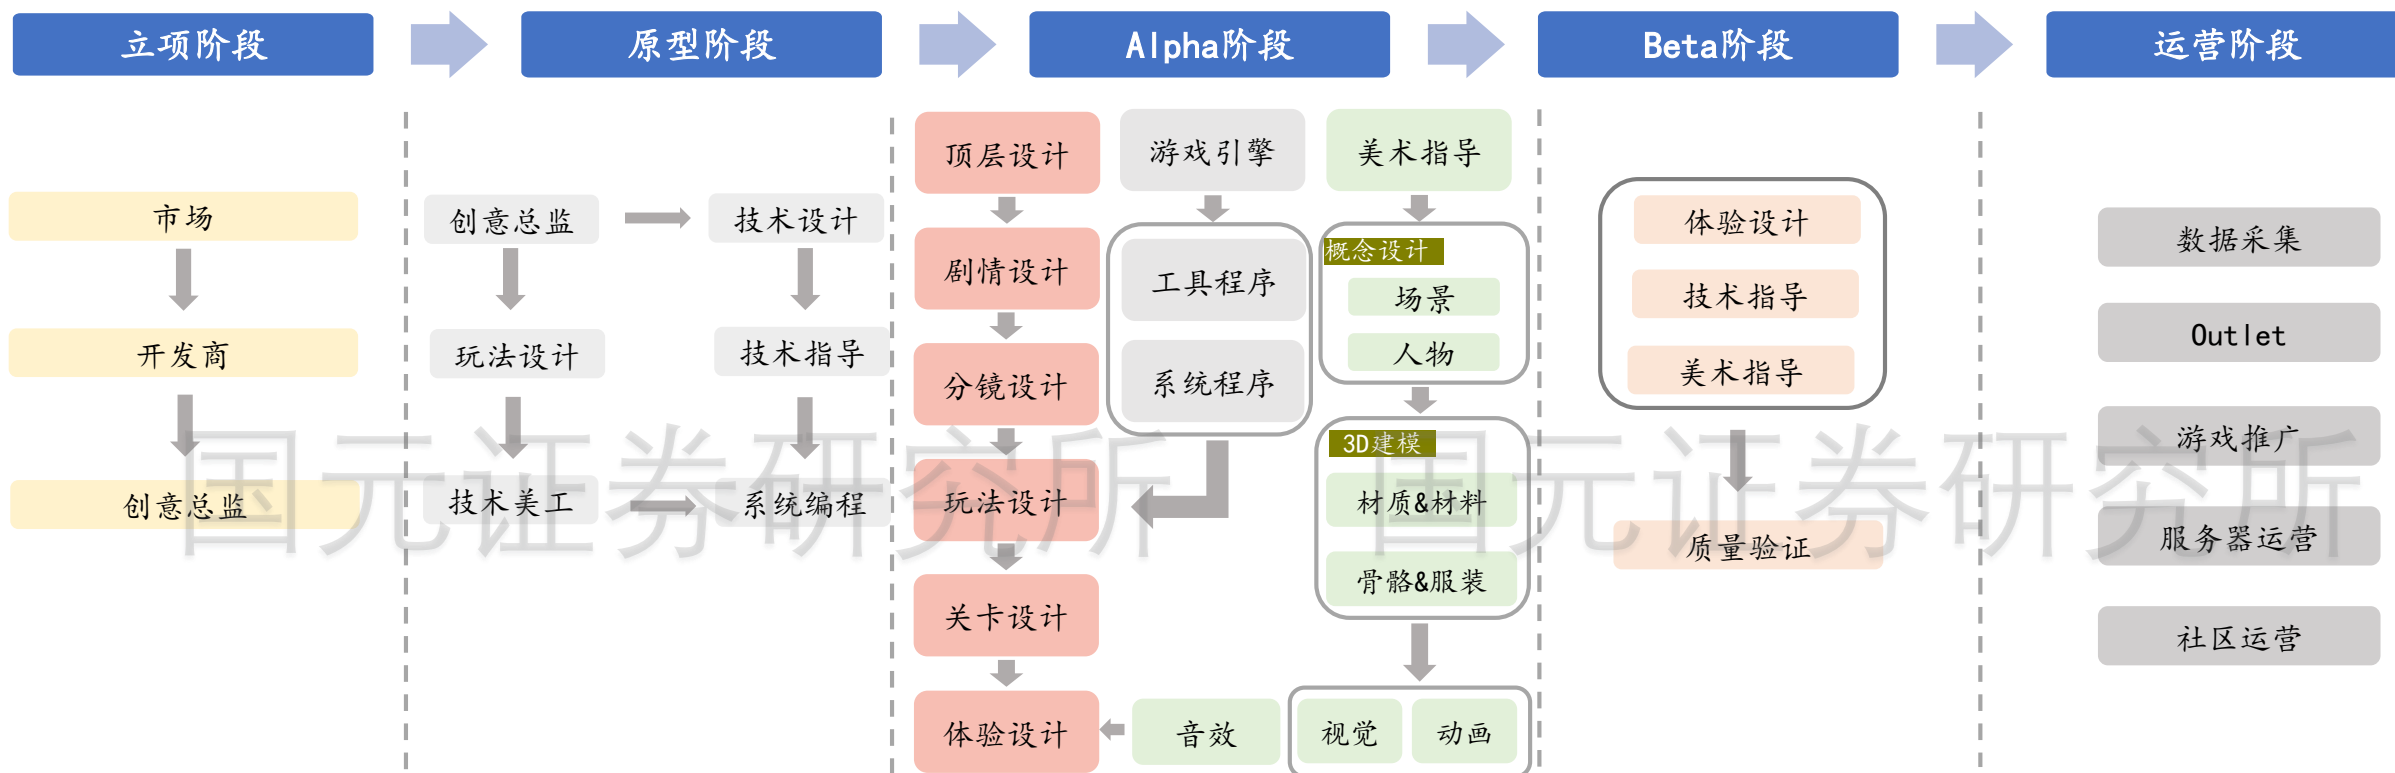 立项阶段
原型阶段
Alpha阶段
Beta阶段
运营阶段
市场
开发商
创意总监
创意总监
技术设计
玩法设计
技术指导
技术美工
系统编程
顶层设计
剧情设计
分镜设计
玩法设计
关卡设计
体验设计
游戏引擎
工具程序
系统程序
美术指导
概念设计
场景
人物
3D建模
材质&材料
骨骼&服装
音效
视觉
动画
体验设计
技术指导
美术指导
质量验证
数据采集
Outlet
游戏推广
服务器运营
社区运营
国元证券研究所
国元证券研究所